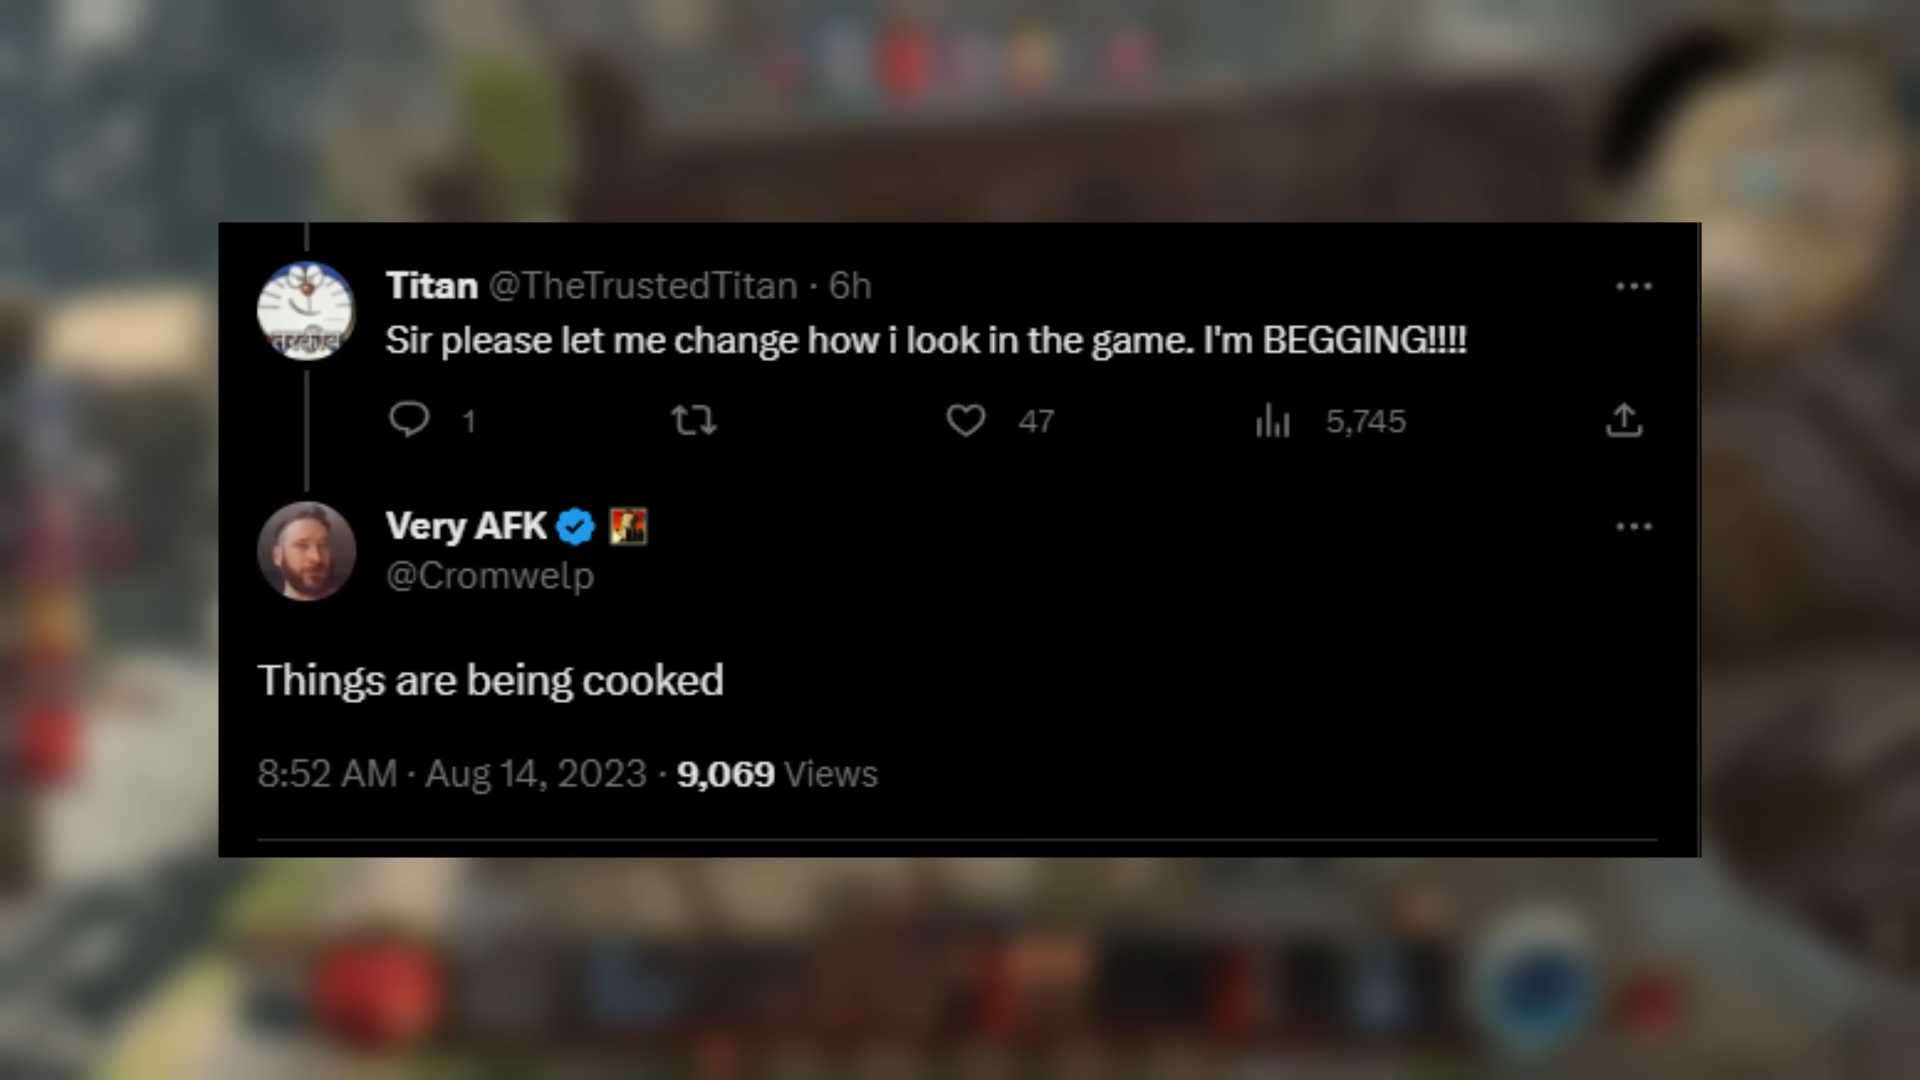 Titan @TheTrustedTitan · 6h
Sir please let me change how i look in the game. I'm BEGGING!!!!
1 47 5,745
Very AFK
@Cromwelp
Things are being cooked
8:52 AM · Aug 14, 2023 · 9,069 Views